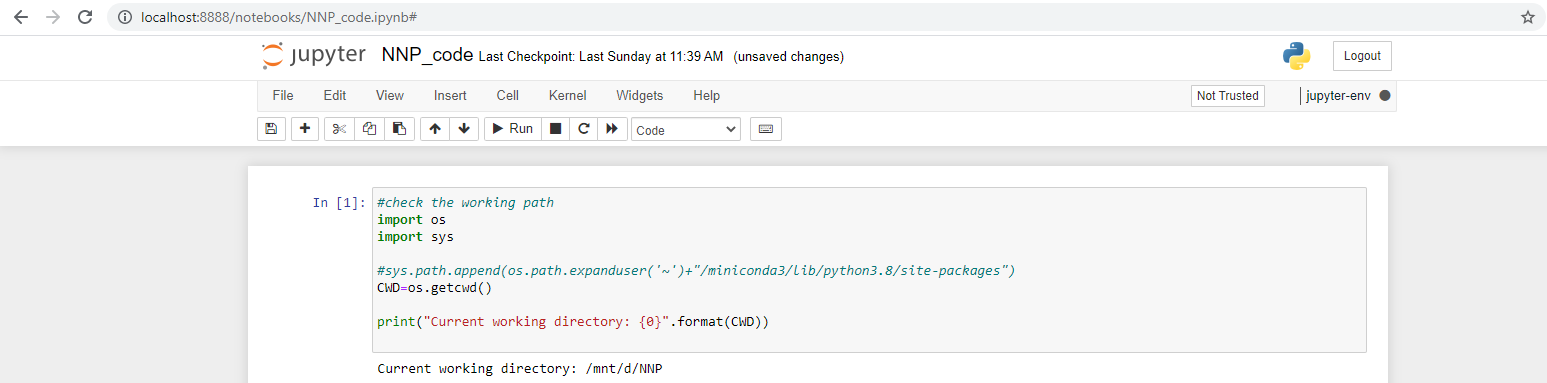 localhost:8888/notebooks/NNP_code.ipynb#
jupyter NNP_code Last Checkpoint: Last Sunday at 11:39 AM (unsaved changes) Logout
File Edit View Insert Cell Kernel Widgets Help Not Trusted jupyter-env
Run Code
In [1]: #check the working path
import os
import sys
#sys.path.append(os.path.expanduser('~')+"/miniconda3/lib/python3.8/site-packages")
CWD=os.getcwd()
print("Current working directory: {0}".format(CWD))
Current working directory: /mnt/d/NNP